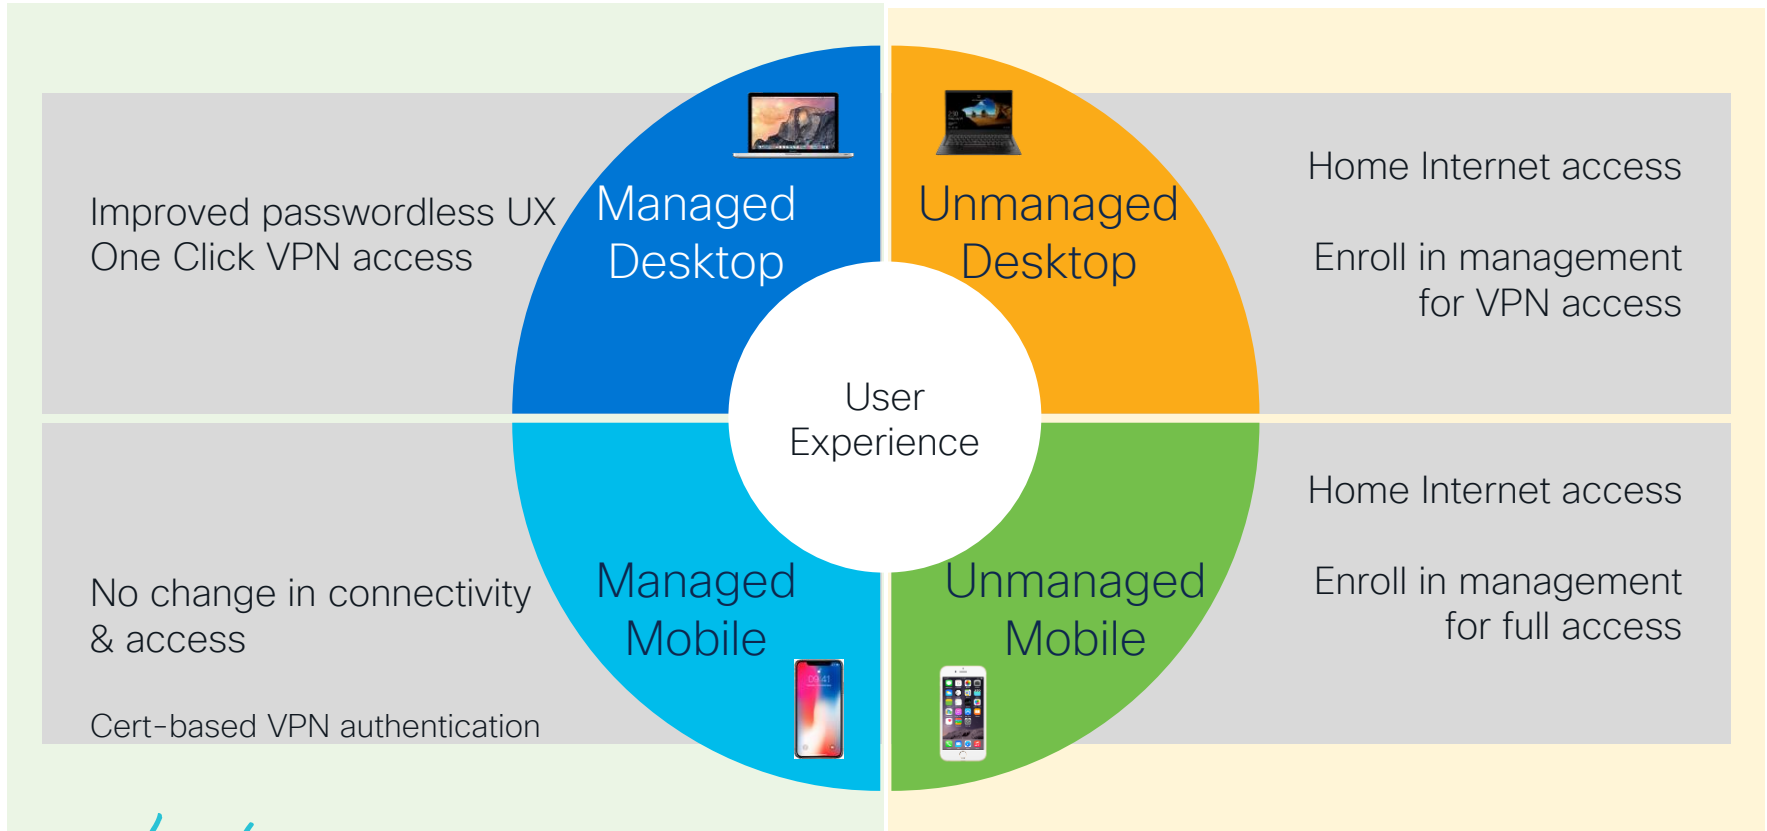 Improved passwordless UX
One Click VPN access
Managed
Desktop
Unmanaged
Desktop
Home Internet access
Enroll in management
for VPN access
User
Experience
No change in connectivity
& access
Cert-based VPN authentication
Managed
Mobile
09:41
Unmanaged
Mobile
Home Internet access
Enroll in management
for full access